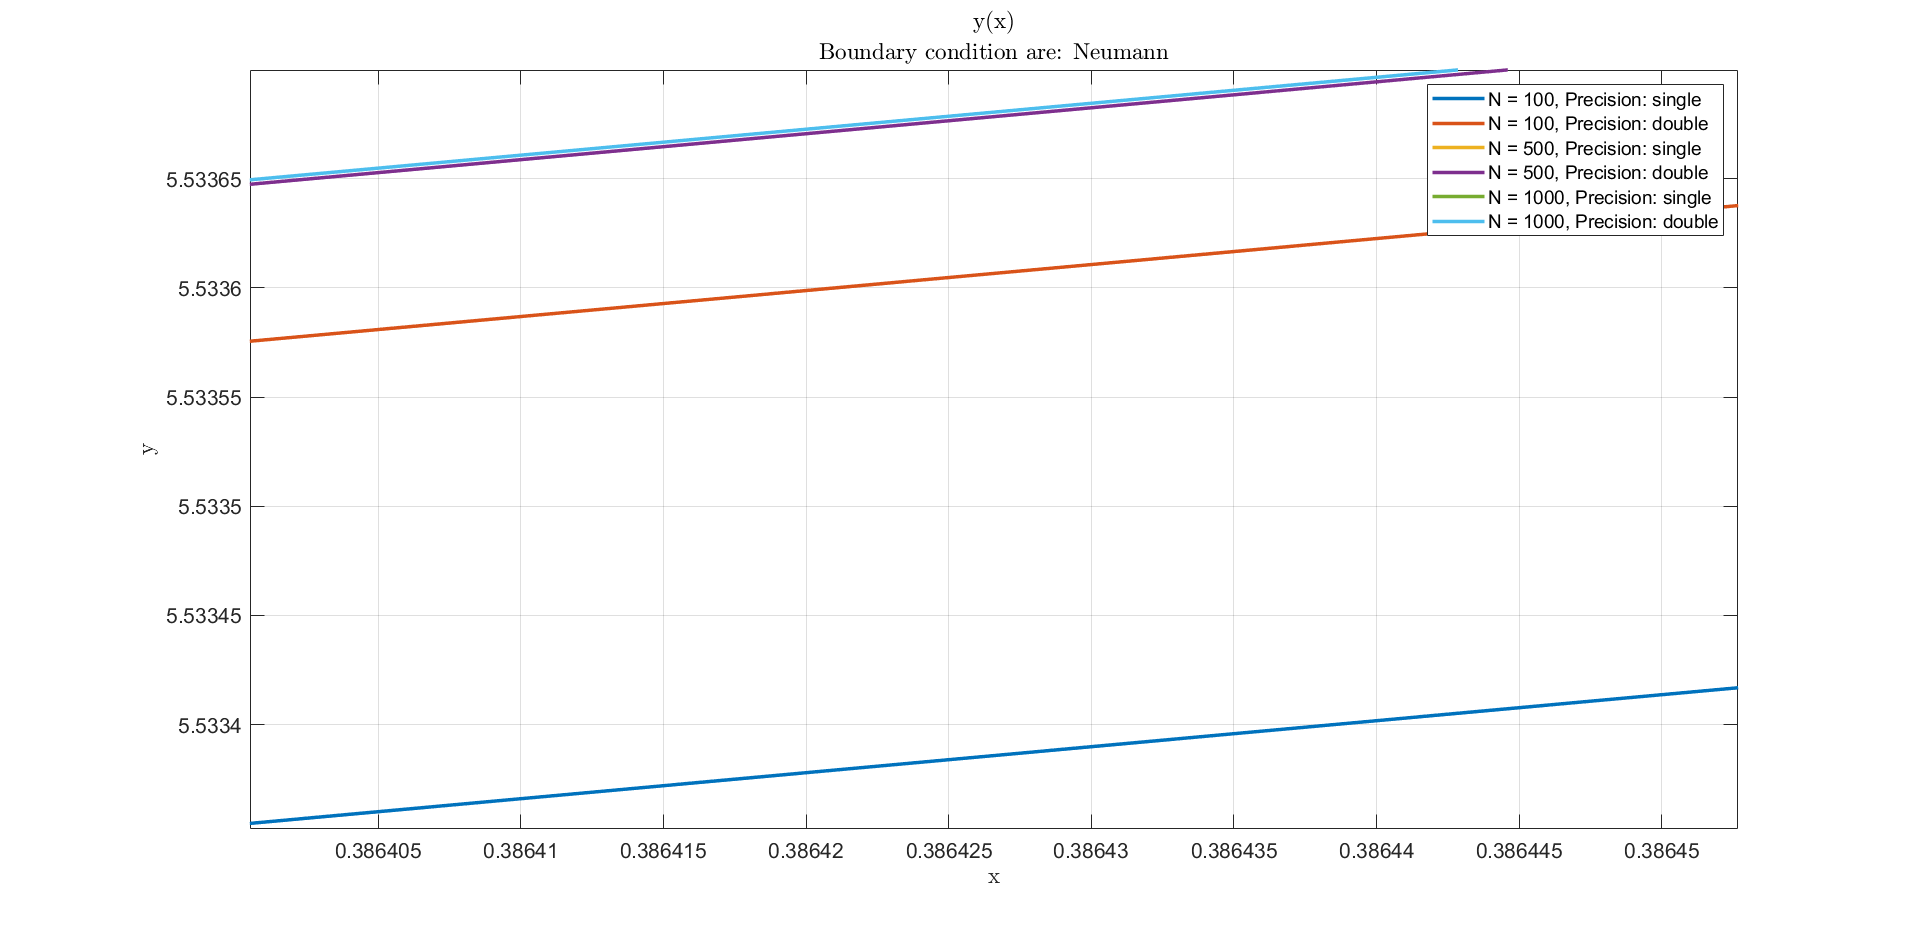 y(x)
Boundary condition are: Neumann
N = 100, Precision: single
N = 100, Precision: double
N = 500, Precision: single
N = 500, Precision: double
N = 1000, Precision: single
N = 1000, Precision: double
5.53365
5.5336
5.53355
5.5335
5.53345
5.5334
y
0.386405 0.38641 0.386415 0.38642 0.386425 0.38643 0.386435 0.38644 0.386445 0.38645
x